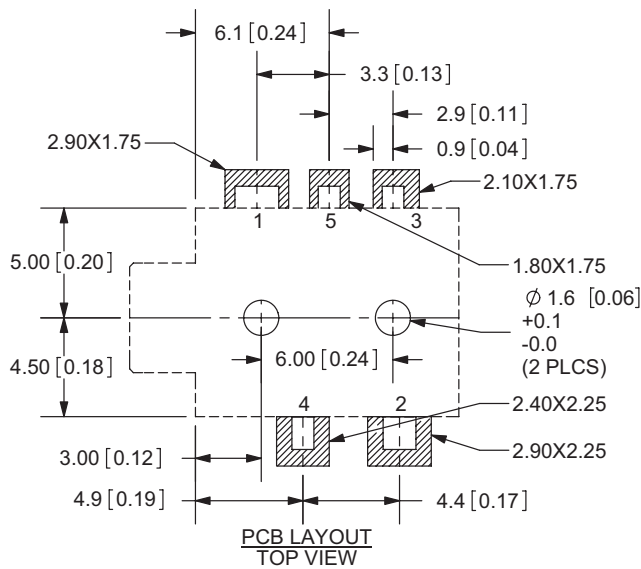 6.1 [0.24]
3.3 [0.13]
2.9 [0.11]
0.9 [0.04]
2.90X1.75
2.10X1.75
1 5 3
1.80X1.75
5.00 [0.20]
Ø 1.6 [0.06]
+0.1
-0.0
(2 PLCS)
6.00 [0.24]
4.50 [0.18]
4 2
2.40X2.25
2.90X2.25
3.00 [0.12]
4.9 [0.19]
4.4 [0.17]
PCB LAYOUT
TOP VIEW